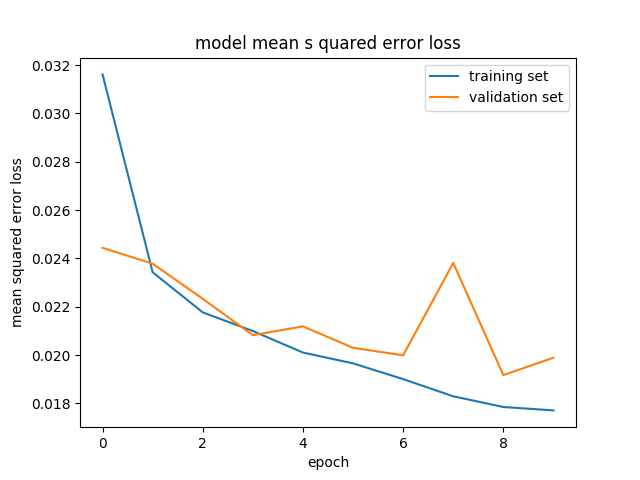 model mean s quared error loss
0.032
0.030
0.028
0.026
0.024
0.022
0.020
0.018
mean squared error loss
training set
validation set
0
2
4
6
8
epoch